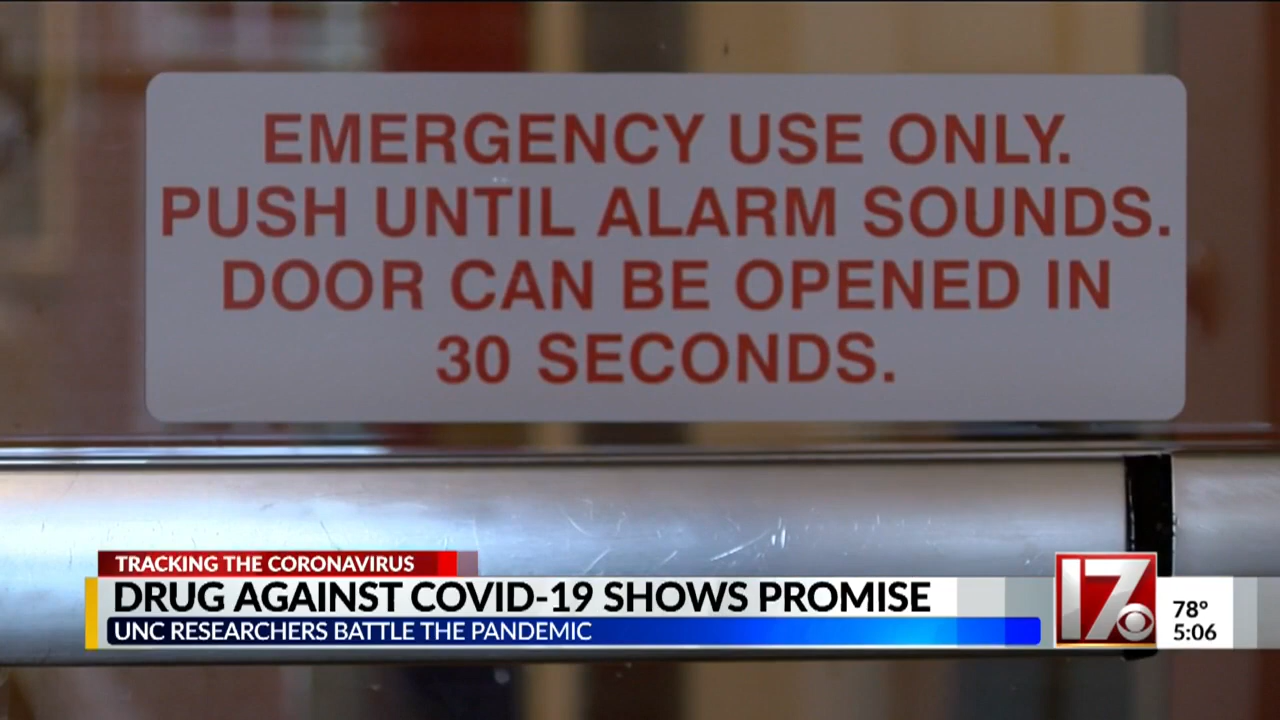 EMERGENCY USE ONLY.
PUSH UNTIL ALARM SOUNDS.
DOOR CAN BE OPENED IN
30 SECONDS.
TRACKING THE CORONAVIRUS
DRUG AGAINST COVID-19 SHOWS PROMISE
UNC RESEARCHERS BATTLE THE PANDEMIC
17
78°
5:06